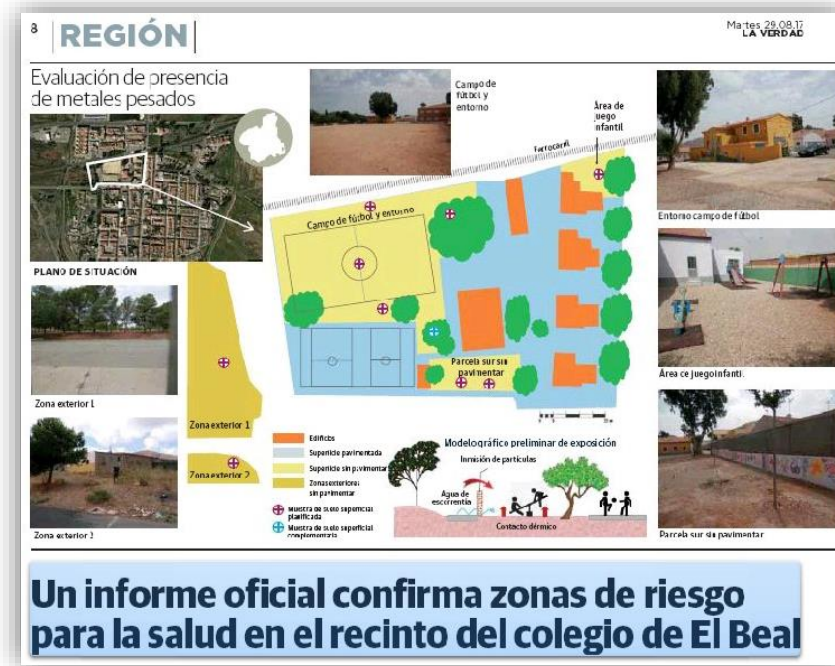 8 REGIÓN
Martes 29.08.17
LA VERDAD
Evaluación de presencia
de metales pesados
Campo de
fútbol y
entorno
Área de
juego
infantil
Ferrocarril
Campo de fútbol y entorno
Entorno campo de fútbol
PLANO DE SITUACIÓN
Parcela sur sin
pavimentar
Área de juego infantil
Zona exterior 1
Zona exterior 1
Zona exterior 2
Edificios
Superficie pavimentada
Superficie sin pavimentar
Zonas exteriores
sin pavimentar
Muestra de suelo superficial
planificada
Muestra de suelo superficial
complementaria
Modelo gráfico preliminar de exposición
Inmisión de partículas
Agua de
escorrentía
Contacto dérmico
Zona exterior 2
Parcela sur sin pavimentar
Un informe oficial confirma zonas de riesgo
para la salud en el recinto del colegio de El Beal